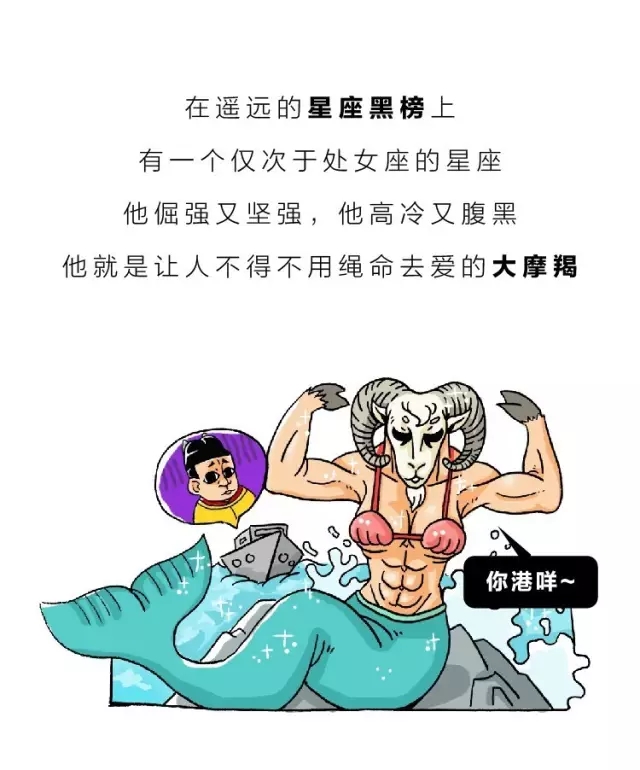 在遥远的星座黑榜上
有一个仅次于处女座的星座
他倔强又坚强，他高冷又腹黑
他就是让人不得不用绳命去爱的大摩羯
你港咩~